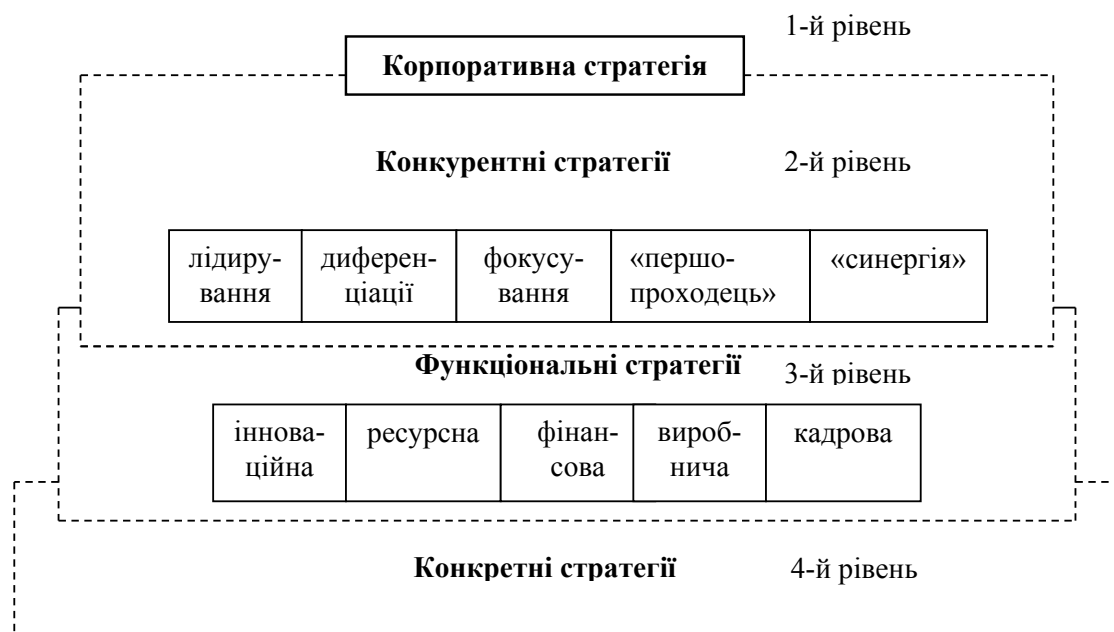 1-й рівень
Корпоративна стратегія
Конкурентні стратегії 2-й рівень
лідиру-
вання
диферен-
ціації
фокусу-
вання
«першо-
проходець»
«синергія»
Функціональні стратегії 3-й рівень
іннова-
ційна
ресурсна
фінан-
сова
вироб-
нича
кадрова
Конкретні стратегії 4-й рівень